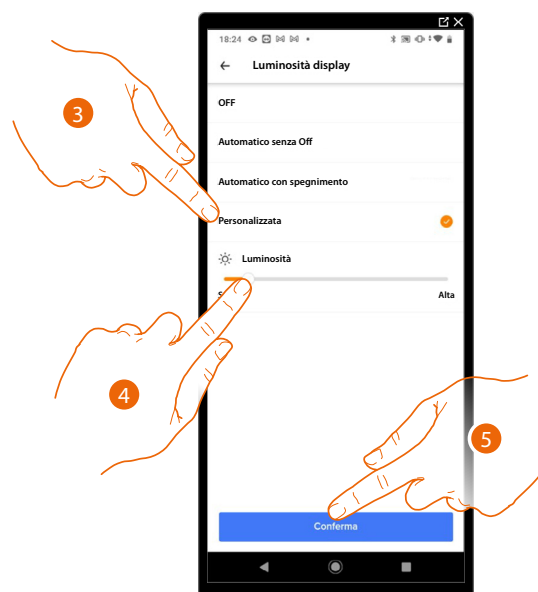 18:24
← Luminosità display
OFF
Automatico senza Off
Automatico con spegnimento
3
Personalizzata
Luminosità
Alta
4
5
Conferma